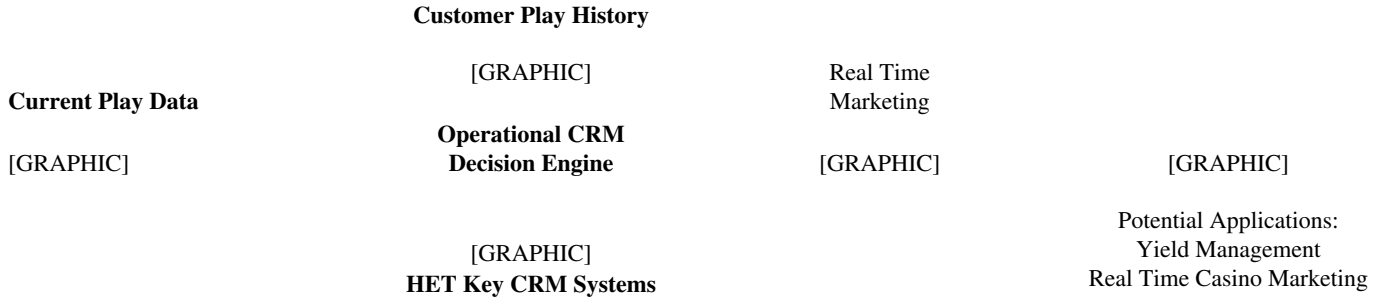 Customer Play History
[GRAPHIC]
Real Time
Current Play Data
Marketing
Operational CRM
[GRAPHIC]
Decision Engine
[GRAPHIC]
[GRAPHIC]
Potential Applications:
[GRAPHIC]
Yield Management
HET Key CRM Systems
Real Time Casino Marketing